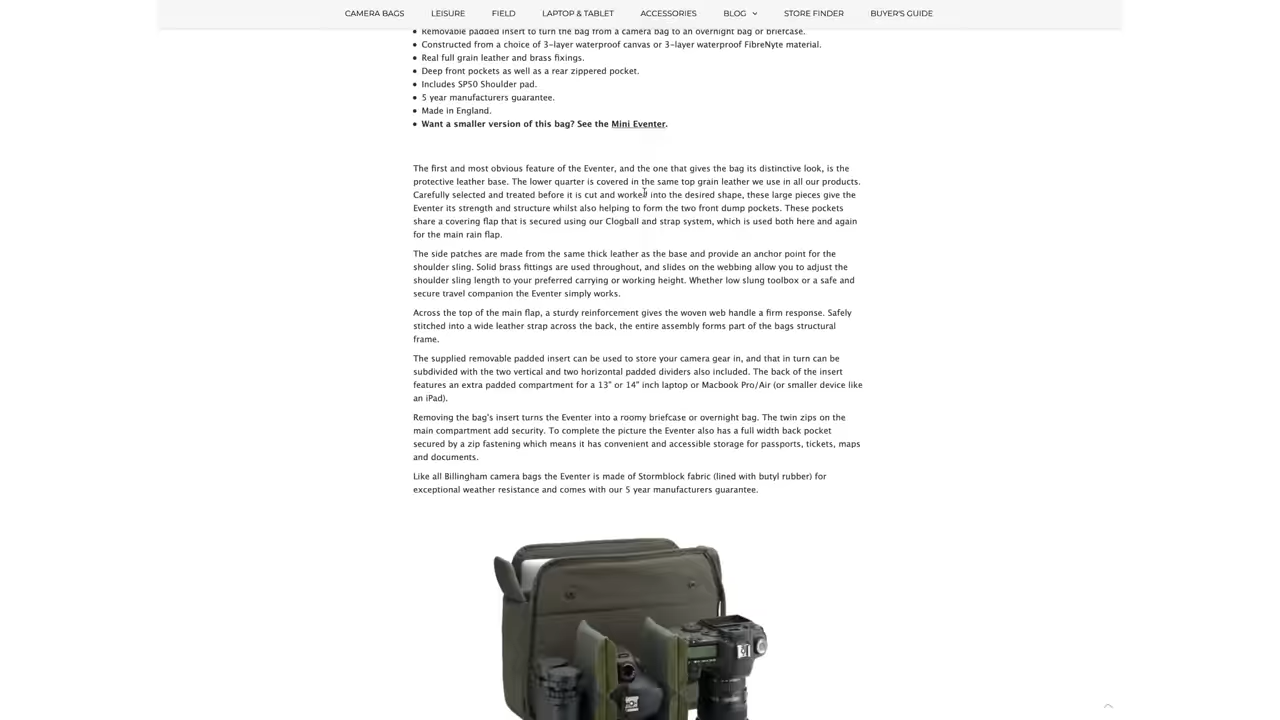 CAMERA BAGS LEISURE FIELD LAPTOP & TABLET ACCESSORIES BLOG STORE FINDER BUYER'S GUIDE
• Removable padded insert to turn the bag from a camera bag to an overnight bag or briefcase.
• Constructed from a choice of 3-layer waterproof canvas or 3-layer waterproof FibreNyte material.
• Real full grain leather and brass fixings.
• Deep front pockets as well as a rear zippered pocket.
• Includes SP50 Shoulder pad.
• 5 year manufacturers guarantee.
• Made in England.
• Want a smaller version of this bag? See the Mini Eventer.
The first and most obvious feature of the Eventer, and the one that gives the bag its distinctive look, is the
protective leather base. The lower quarter is covered in the same top grain leather we use in all our products.
Carefully selected and treated before it is cut and worked into the desired shape, these large pieces give the
Eventer its strength and structure whilst also helping to form the two front dump pockets. These pockets
share a covering flap that is secured using our Clogball and strap system, which is used both here and again
for the main rain flap.
The side patches are made from the same thick leather as the base and provide an anchor point for the
shoulder sling. Solid brass fittings are used throughout, and slides on the webbing allow you to adjust the
shoulder sling length to your preferred carrying or working height. Whether low slung toolbox or a safe and
secure travel companion the Eventer simply works.
Across the top of the main flap, a sturdy reinforcement gives the woven web handle a firm response. Safely
stitched into a wide leather strap across the back, the entire assembly forms part of the bags structural
frame.
The supplied removable padded insert can be used to store your camera gear in, and that in turn can be
subdivided with the two vertical and two horizontal padded dividers also included. The back of the insert
features an extra padded compartment for a 13" or 14" inch laptop or Macbook Pro/Air (or smaller device like
an iPad).
Removing the bag's insert turns the Eventer into a roomy briefcase or overnight bag. The twin zips on the
main compartment add security. To complete the picture the Eventer also has a full width back pocket
secured by a zip fastening which means it has convenient and accessible storage for passports, tickets, maps
and documents.
Like all Billingham camera bags the Eventer is made of Stormblock fabric (lined with butyl rubber) for
exceptional weather resistance and comes with our 5 year manufacturers guarantee.